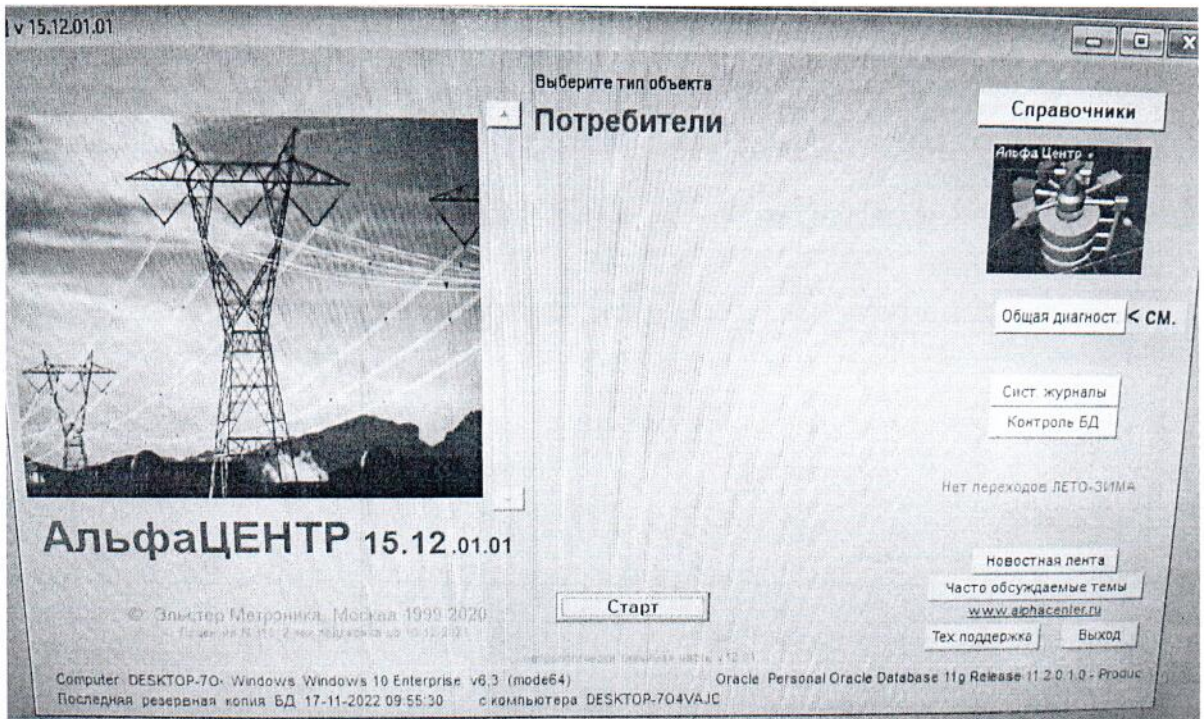 v 15.12.01.01
Выберите тип объекта
Потребители
Справочники
Альфа Центр
Общая диагност. < СМ.
Сист. журналы
Контроль БД
Нет переходов ЛЕТО-ЗИМА
АльфаЦЕНТР 15.12.01.01
Новостная лента
Часто обсуждаемые темы
www.alphacenter.ru
Тех поддержка
Выход
Старт
© Эльстер Метроника, Москва 1999 2020
Computer DESKTOP-7O- Windows Windows 10 Enterprise v6,3 (mode64)
Oracle Personal Oracle Database 11g Release 11.2.0.1.0 - Produc
Последняя резервная копия БД 17-11-2022 09:55:30 с компьютера DESKTOP-7O4VAJC